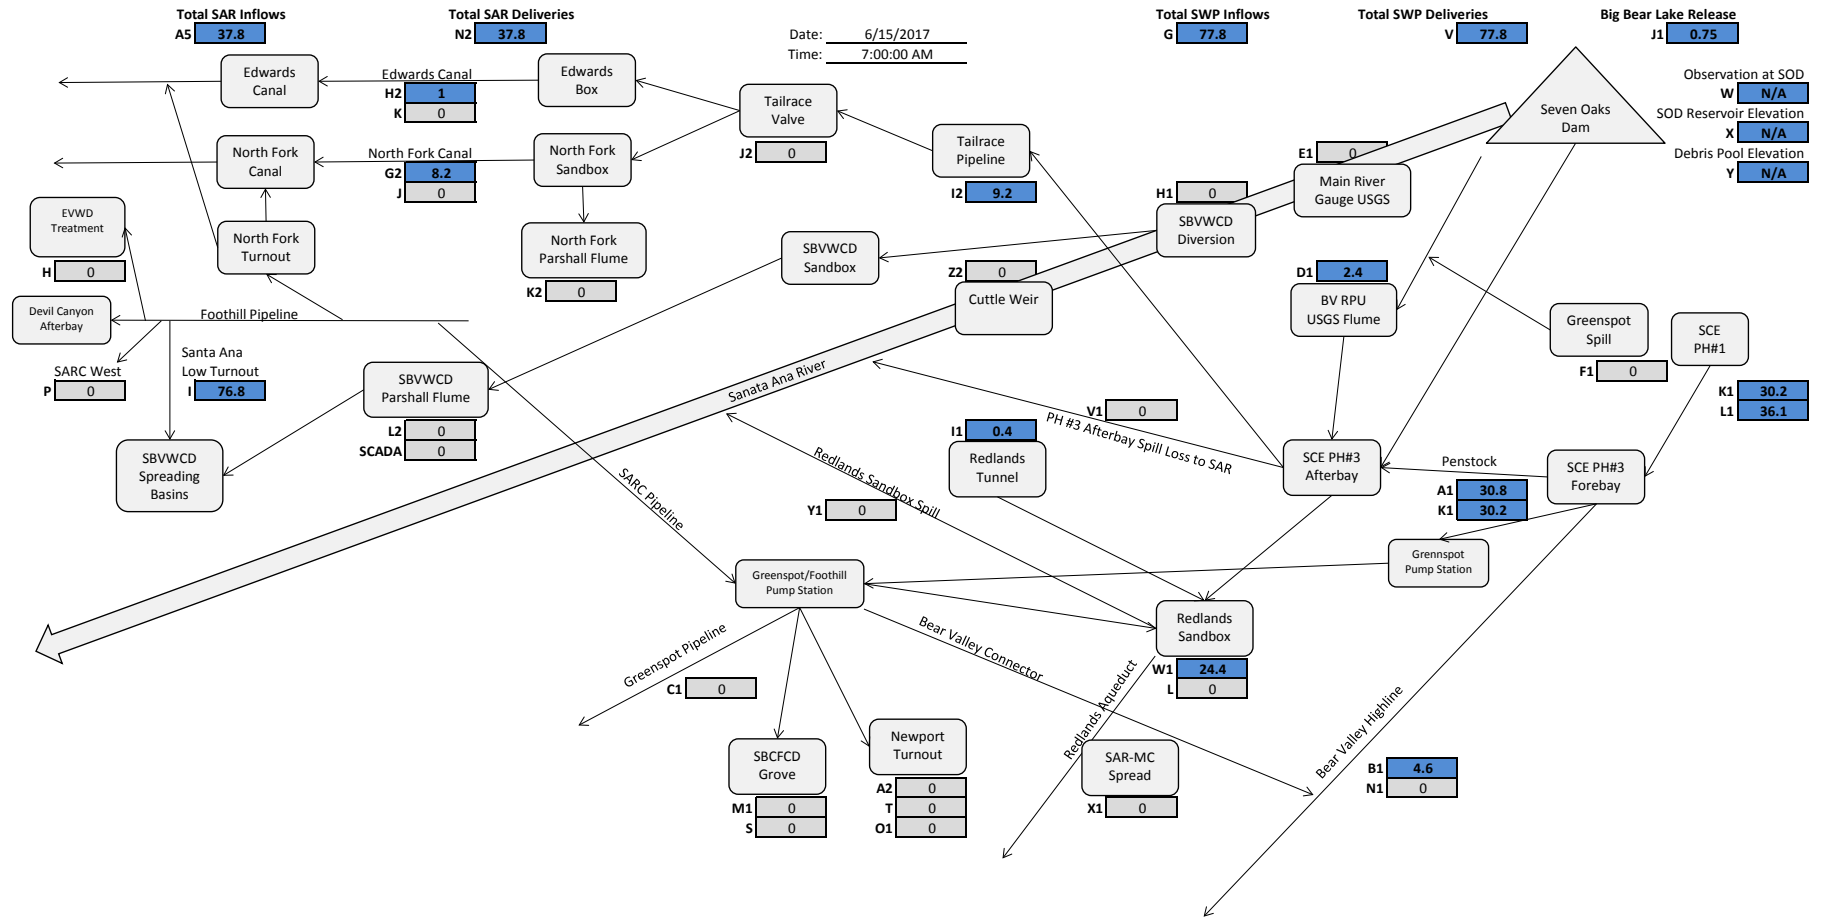 Total SAR Inflows
A5 37.8
Total SAR Deliveries
N2 37.8
Date: 6/15/2017
Time: 7:00:00 AM
Total SWP Inflows
G 77.8
Total SWP Deliveries
V 77.8
Big Bear Lake Release
J1 0.75
Edwards
Canal
Edwards Canal
H2 1
K 0
Edwards
Box
Tailrace
Valve
J2 0
Tailrace
Pipeline
I2 9.2
Seven Oaks
Dam
Observation at SOD
W N/A
SOD Reservoir Elevation
X N/A
Debris Pool Elevation
Y N/A
North Fork
Canal
North Fork Canal
G2 8.2
J 0
North Fork
Sandbox
E1 0
Main River
Gauge USGS
H1 0
SBVWCD
Diversion
EVWD
Treatment
H 0
North Fork
Turnout
North Fork
Parshall Flume
K2 0
SBVWCD
Sandbox
Z2 0
Cuttle Weir
D1 2.4
BV RPU
USGS Flume
Greenspot
Spill
F1 0
SCE
PH#1
K1 30.2
L1 36.1
Devil Canyon
Afterbay
Foothill Pipeline
SARC West
P 0
Santa Ana
Low Turnout
I 76.8
SBVWCD
Parshall Flume
L2 0
SCADA 0
Sanata Ana River
V1 0
PH #3 Afterbay Spill Loss to SAR
I1 0.4
Redlands
Tunnel
SCE PH#3
Afterbay
Penstock
A1 30.8
K1 30.2
SCE PH#3
Forebay
SBVWCD
Spreading
Basins
SARC Pipeline
Redlands Sandbox Spill
Y1 0
Grennspot
Pump Station
Greenspot/Foothill
Pump Station
Redlands
Sandbox
W1 24.4
L 0
Greenspot Pipeline
C1 0
Bear Valley Connector
Redlands Aqueduct
Bear Valley Highline
SBCFCD
Grove
M1 0
S 0
Newport
Turnout
A2 0
T 0
O1 0
SAR-MC
Spread
X1 0
B1 4.6
N1 0